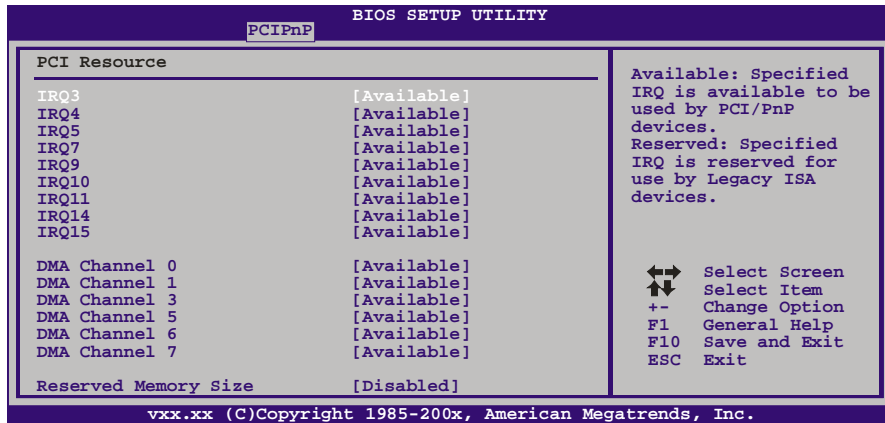 BIOS SETUP UTILITY
PCIPnP
PCI Resource
IRQ3 [Available]
IRQ4 [Available]
IRQ5 [Available]
IRQ7 [Available]
IRQ9 [Available]
IRQ10 [Available]
IRQ11 [Available]
IRQ14 [Available]
IRQ15 [Available]
DMA Channel 0 [Available]
DMA Channel 1 [Available]
DMA Channel 3 [Available]
DMA Channel 5 [Available]
DMA Channel 6 [Available]
DMA Channel 7 [Available]
Reserved Memory Size [Disabled]
Available: Specified
IRQ is available to be
used by PCI/PnP
devices.
Reserved: Specified
IRQ is reserved for
use by Legacy ISA
devices.
Select Screen
Select Item
+- Change Option
F1 General Help
F10 Save and Exit
ESC Exit
vxx.xx (C)Copyright 1985-200x, American Megatrends, Inc.